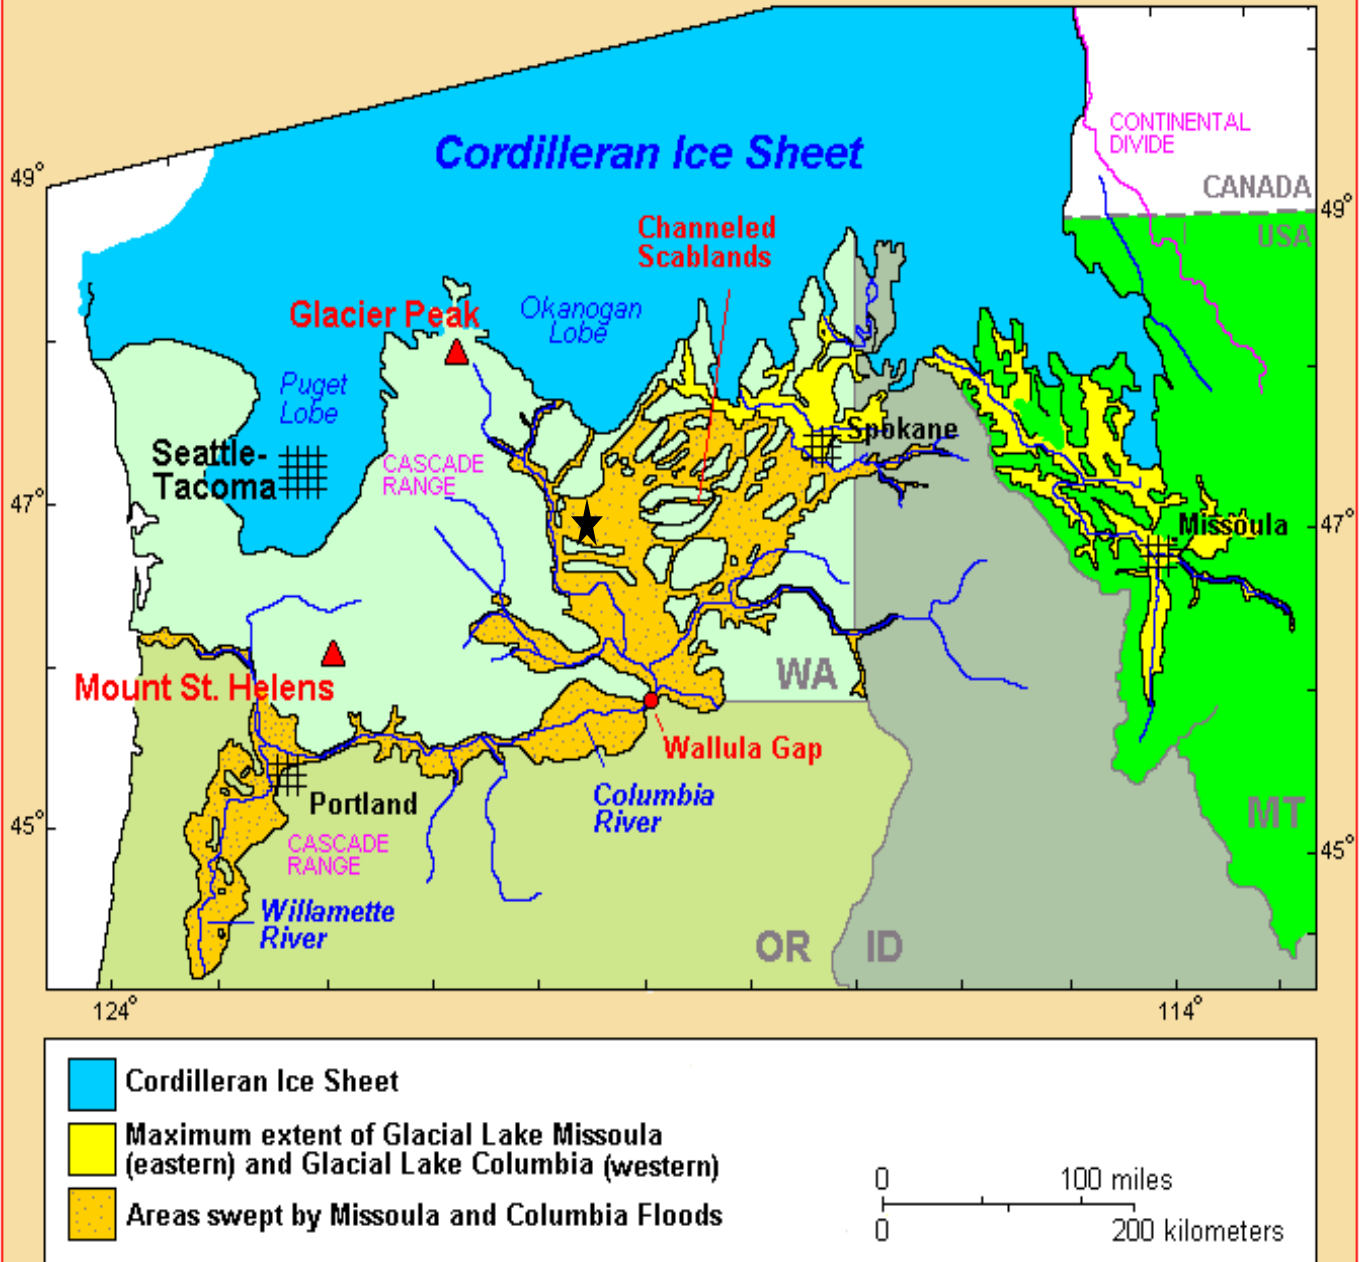 Cordilleran Ice Sheet
CONTINENTAL
DIVIDE
49°
CANADA
49°
USA
Channeled
Scablands
Glacier Peak
Okanogan
Lobe
Puget
Lobe
Seattle-
Tacoma
CASCADE
RANGE
Spokane
47°
47°
Missoula
WA
Mount St. Helens
Wallula Gap
Columbia
River
Portland
MT
45°
45°
CASCADE
RANGE
Willamette
River
OR
ID
124°
114°
Cordilleran Ice Sheet
Maximum extent of Glacial Lake Missoula
(eastern) and Glacial Lake Columbia (western)
Areas swept by Missoula and Columbia Floods
0 100 miles
0 200 kilometers